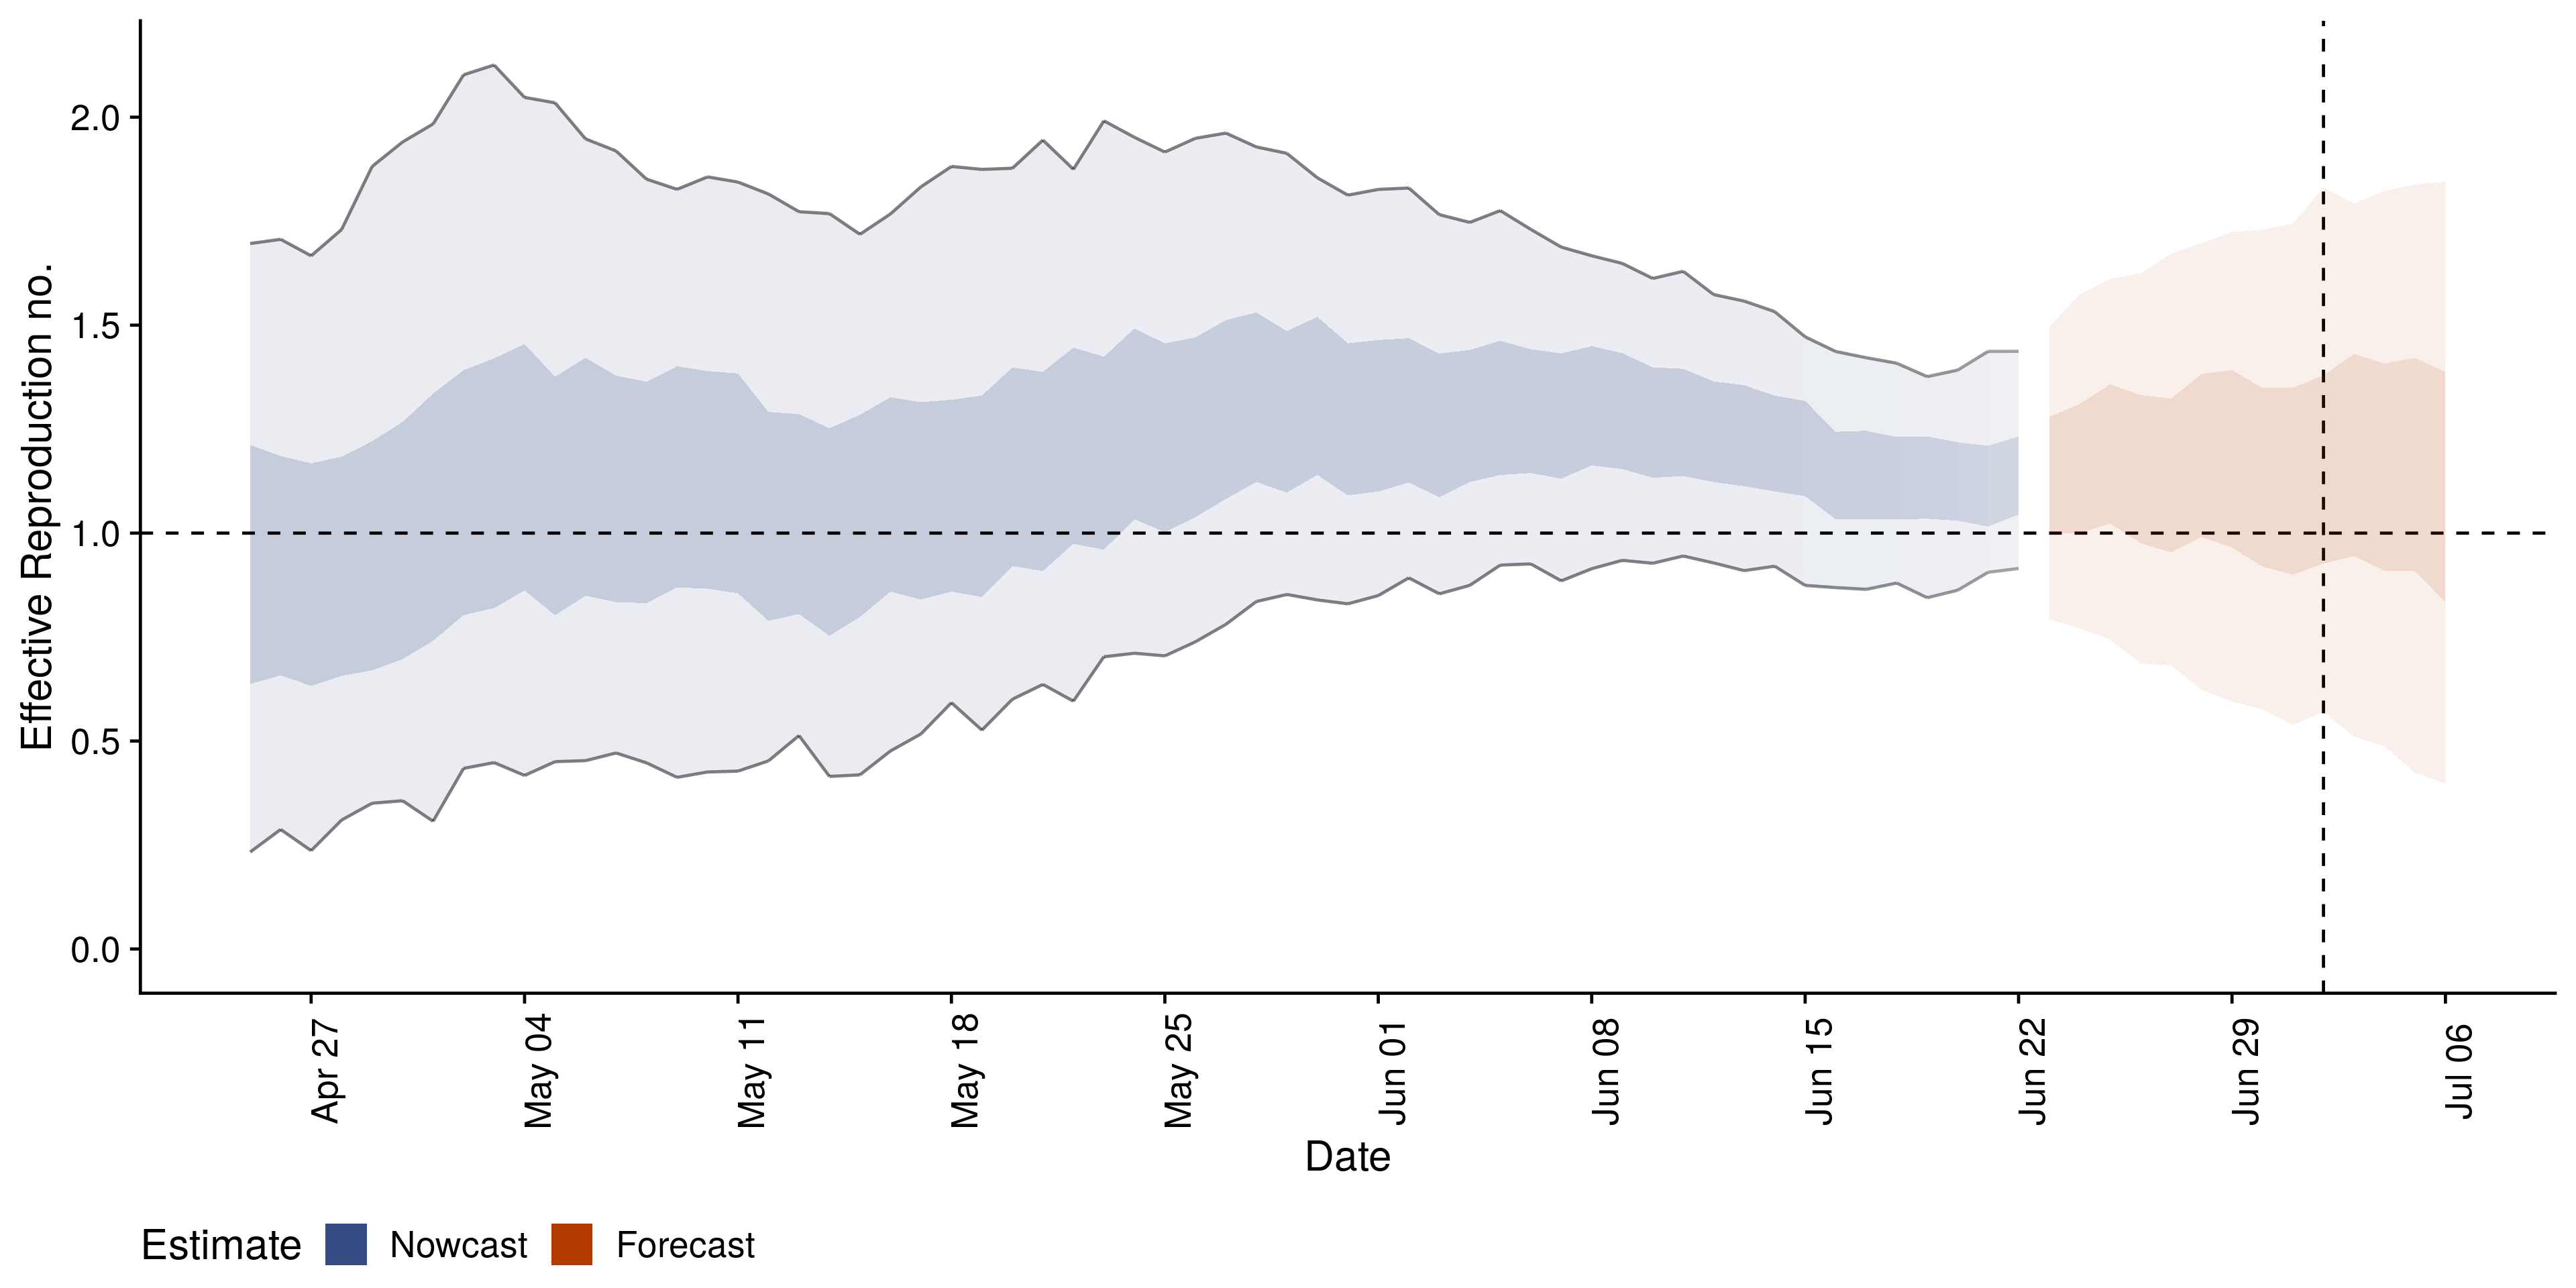 Effective Reproduction no.
2.0
1.5
1.0
0.5
0.0
Apr 27
May 04
May 11
May 18
May 25
Jun 01
Jun 08
Jun 15
Jun 22
Jun 29
Jul 06
Date
Estimate Nowcast Forecast